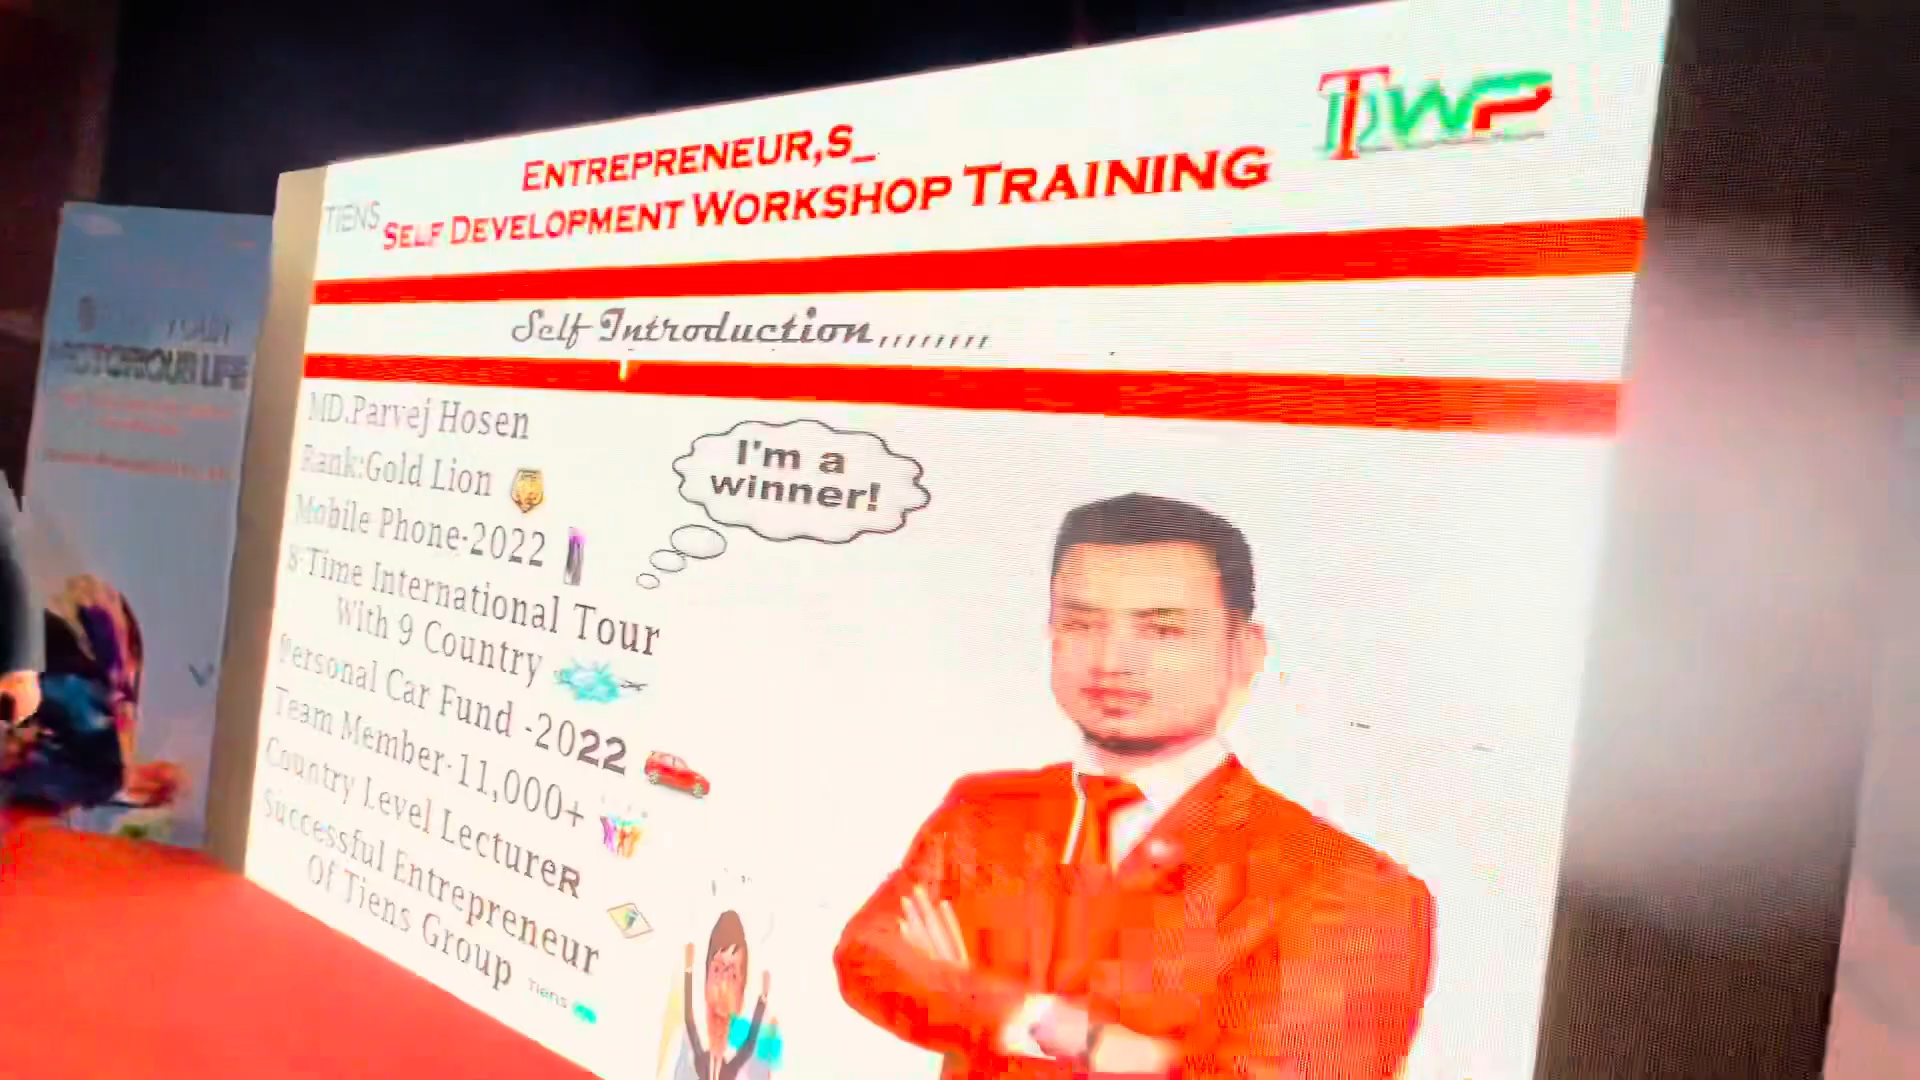 ENTREPRENEUR,S_
TIENS
SELF DEVELOPMENT WORKSHOP TRAINING
TWP
Self Introduction,,,,,,,,
MD.Parvej Hosen
Rank:Gold Lion
Mobile Phone-2022
8-Time International Tour
With 9 Country
Personal Car Fund -2022
Team Member-11,000+
Country Level LectureR
Successful Entrepreneur
Of Tiens Group
Tiens
I'm a
winner!
LIFE